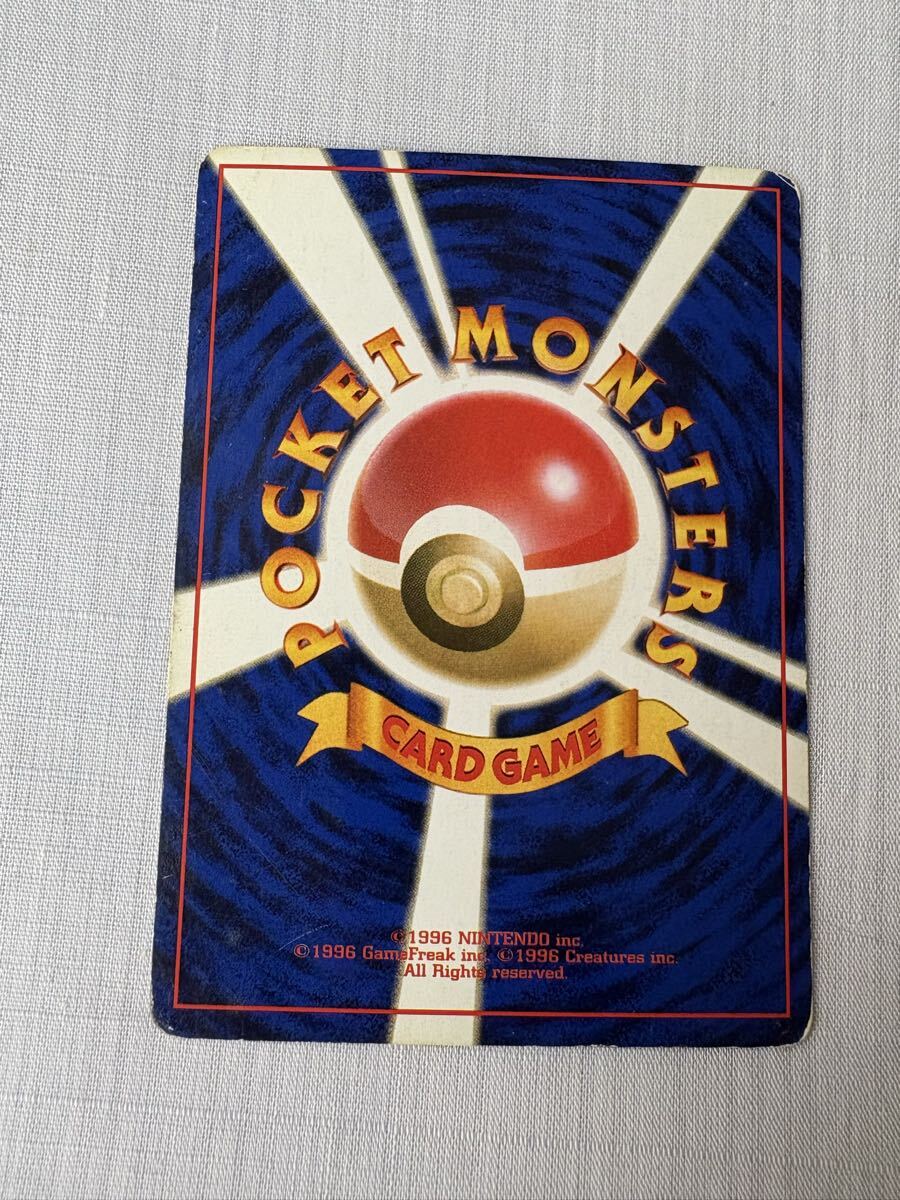 POCKET MONSTERS
CARD GAME
©1996 NINTENDO inc.
©1996 GameFreak inc. ©1996 Creatures inc.
All Rights reserved.